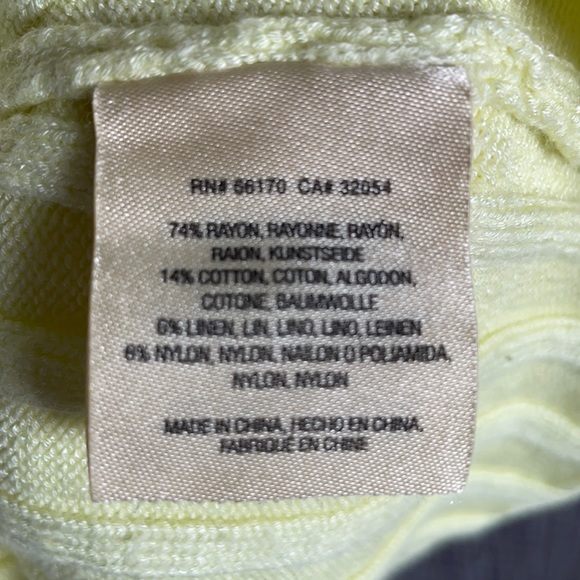 RN# 66170 CA# 32054
74% RAYON, RAYONNE, RAYÓN,
RAION, KUNSTSEIDE
14% COTTON, COTON, ALGODON,
COTONE, BAUMWOLLE
6% LINEN, LIN, LINO, LINO, LEINEN
6% NYLON, NYLON, NAILON O POLIAMIDA,
NYLON, NYLON
MADE IN CHINA, HECHO EN CHINA,
FABRIQUÉ EN CHINE